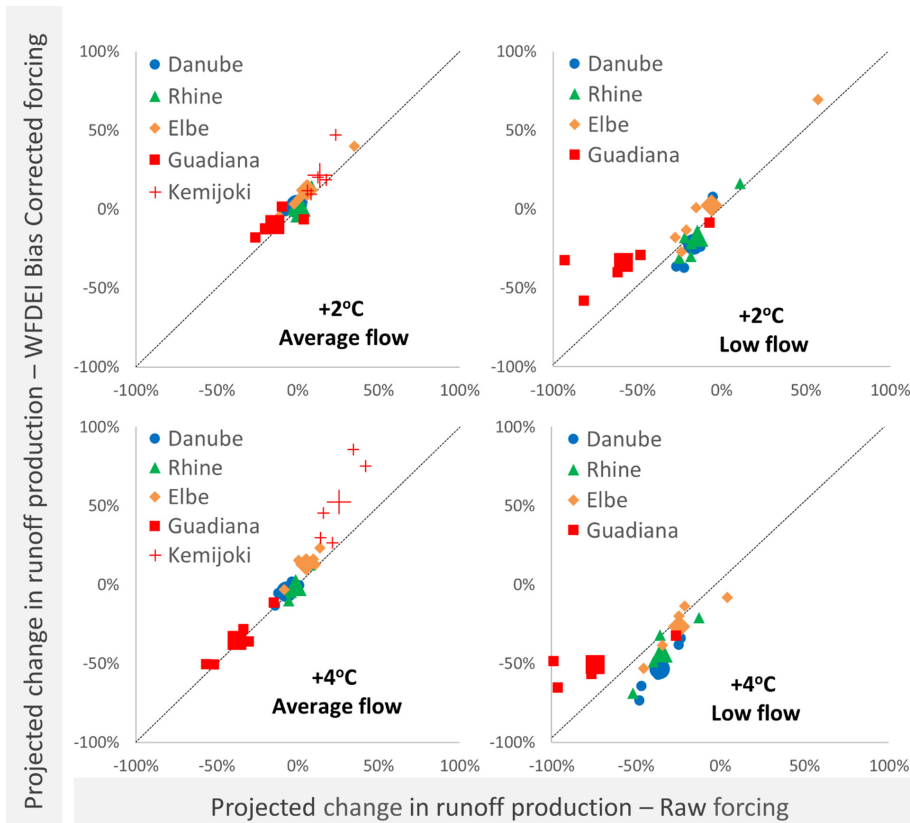 Projected change in runoff production – WFDEI Bias Corrected forcing
100%
50%
0%
-50%
-100%
-100%
-50%
0%
50%
100%
Danube
Rhine
Elbe
Guadiana
Kemijoki
+2°C
Average flow
100%
50%
0%
-50%
-100%
-100%
-50%
0%
50%
100%
Danube
Rhine
Elbe
Guadiana
+2°C
Low flow
100%
50%
0%
-50%
-100%
-100%
-50%
0%
50%
100%
Danube
Rhine
Elbe
Guadiana
Kemijoki
+4°C
Average flow
100%
50%
0%
-50%
-100%
-100%
-50%
0%
50%
100%
Danube
Rhine
Elbe
Guadiana
+4°C
Low flow
Projected change in runoff production – Raw forcing